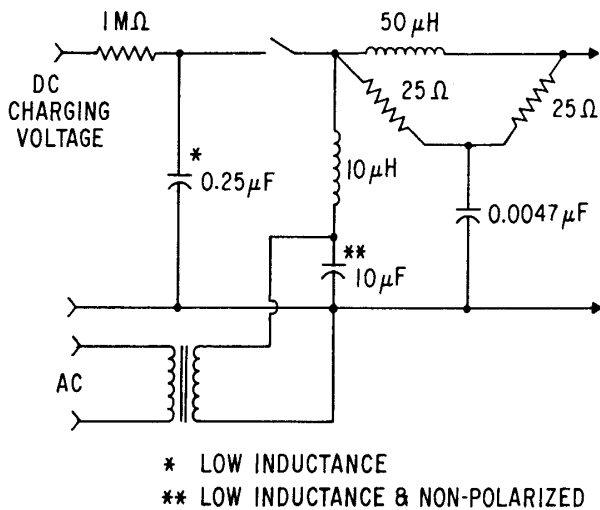 1MΩ
50μH
DC
CHARGING
VOLTAGE
25Ω
25Ω
*
0.25μF
10μH
0.0047μF
**
10μF
AC
* LOW INDUCTANCE
** LOW INDUCTANCE & NON-POLARIZED